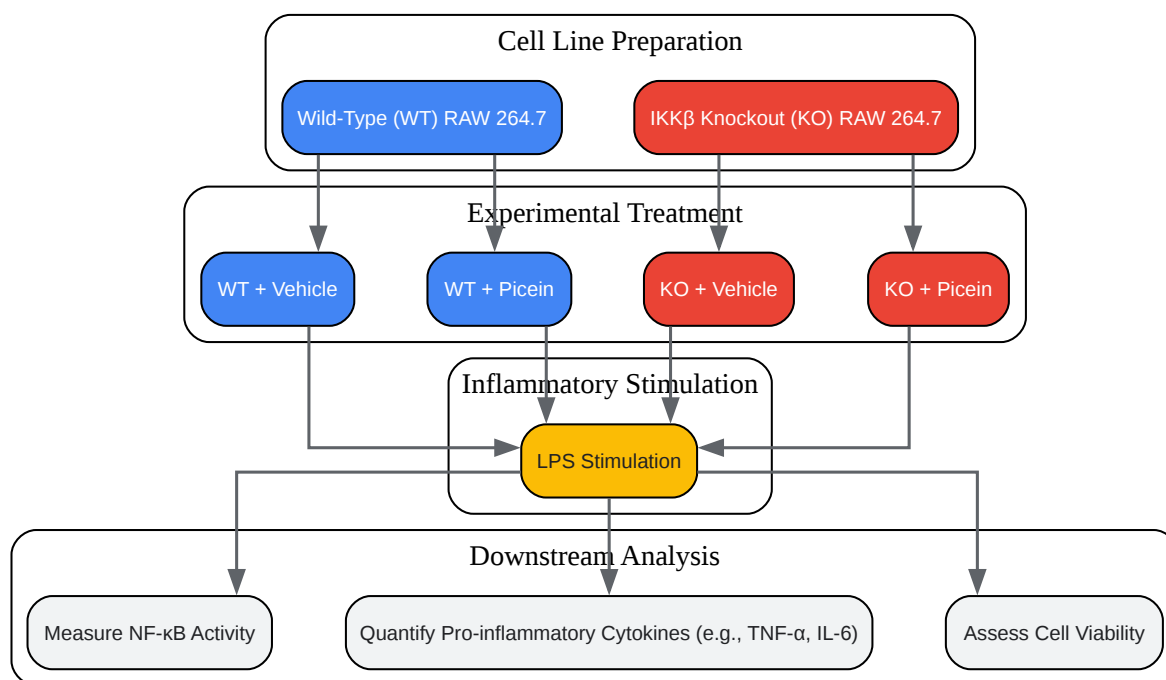 Cell Line Preparation
Wild-Type (WT) RAW 264.7
IKKβ Knockout (KO) RAW 264.7
Experimental Treatment
WT + Vehicle
WT + Picein
KO + Vehicle
KO + Picein
Inflammatory Stimulation
LPS Stimulation
Downstream Analysis
Measure NF-κB Activity
Quantify Pro-inflammatory Cytokines (e.g., TNF-α, IL-6)
Assess Cell Viability